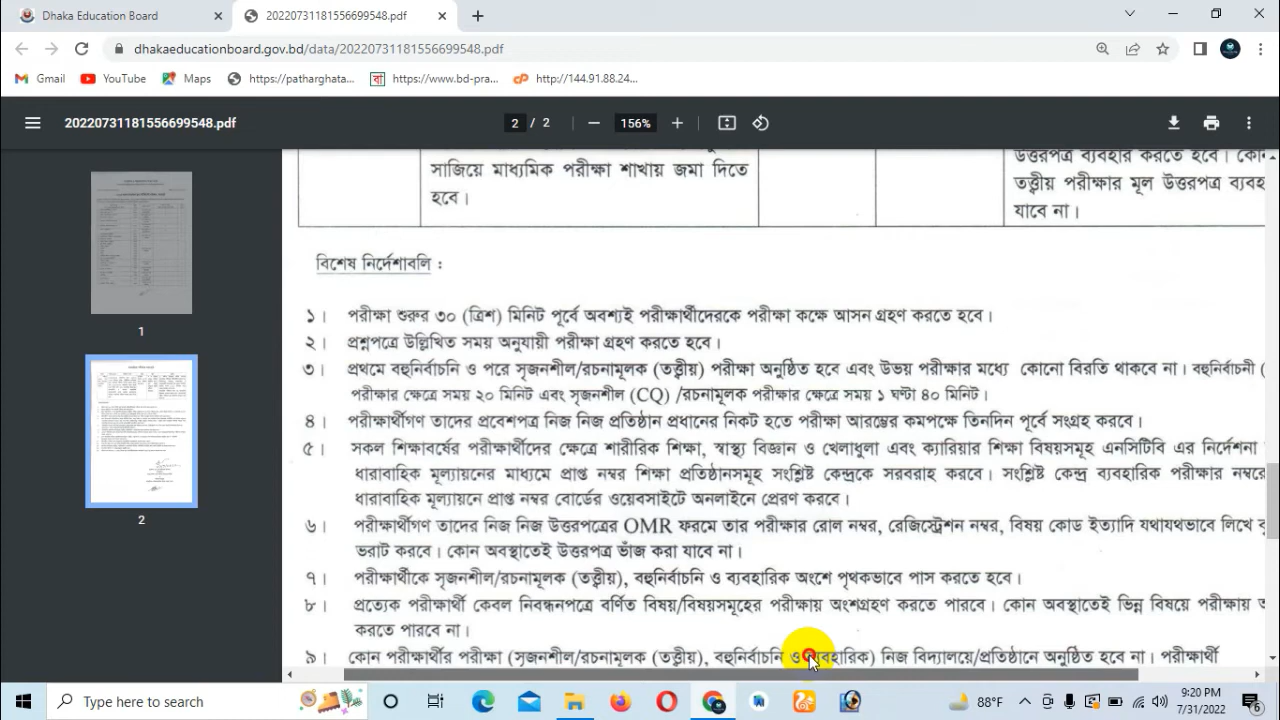 Dhaka Education Board
20220731181556699548.pdf
dhakaeducationboard.gov.bd/data/20220731181556699548.pdf
Gmail
YouTube
Maps
https://patharghata...
https://www.bd-pra...
http://144.91.88.24...
20220731181556699548.pdf
2 / 2
156%
সাজিয়ে মাধ্যমিক পরীক্ষা শাখায় জমা দিতে
হবে।
উত্তরপত্র ব্যবহার করতে হবে। কোন
তত্ত্বীয় পরীক্ষার মূল উত্তরপত্র
যাবে না।
বিশেষ নির্দেশাবলি :
১। পরীক্ষা শুরুর ৩০ (ত্রিশ) মিনিট পূর্বে অবশ্যই পরীক্ষার্থীদেরকে পরীক্ষা কক্ষে আসন গ্রহণ করতে হবে।
২। প্রশ্নপত্রে উল্লিখিত সময় অনুযায়ী পরীক্ষা গ্রহণ করতে হবে।
৩। প্রথমে বহুনির্বাচনি ও পরে সৃজনশীল/রচনামূলক (তত্ত্বীয়) পরীক্ষা অনুষ্ঠিত হবে এবং উভয় পরীক্ষার মধ্যে কোনো বিরতি থাকবে না। বহুনির্বাচনী (
পরীক্ষার ক্ষেত্রে সময় ২০ মিনিট এবং সৃজনশীল (CQ) /রচনামূলক পরীক্ষার ক্ষেত্রে সময় ১ ঘণ্টা ৪০ মিনিট।
৪। পরীক্ষার্থীগণ তাদের প্রবেশপত্র নিজ নিজ প্রতিষ্ঠান প্রধানের নিকট হতে পরীক্ষা আরম্ভের কমপক্ষে তিনদিন পূর্বে সংগ্রহ করবে।
৫। সকল শিক্ষাবর্ষের পরীক্ষার্থীদের ক্ষেত্রে শারীরিক শিক্ষা, স্বাস্থ্য বিজ্ঞান ও খেলাধুলা এবং ক্যারিয়ার শিক্ষা বিষয়সমূহ এনসিটিবি এর নির্দেশনা
ধারাবাহিক মূল্যায়নের মাধ্যমে প্রাপ্ত নম্বর শিক্ষা প্রতিষ্ঠানসমূহ সংশ্লিষ্ট কেন্দ্রকে সরবরাহ করবে। সংশ্লিষ্ট কেন্দ্র ব্যবহারিক পরীক্ষার নম্বরে
ধারাবাহিক মূল্যায়নে প্রাপ্ত নম্বর বোর্ডের ওয়েবসাইটে অনলাইনে প্রেরণ করবে।
৬। পরীক্ষার্থীগণ তাদের নিজ নিজ উত্তরপত্রের OMR ফরমে তার পরীক্ষার রোল নম্বর, রেজিস্ট্রেশন নম্বর, বিষয় কোড ইত্যাদি যথাযথভাবে লিখে বৃ
ভরাট করবে। কোন অবস্থাতেই উত্তরপত্র ভাঁজ করা যাবে না।
৭। পরীক্ষার্থীকে সৃজনশীল/রচনামূলক (তত্ত্বীয়), বহুনির্বাচনি ও ব্যবহারিক অংশে পৃথকভাবে পাস করতে হবে।
৮। প্রত্যেক পরীক্ষার্থী কেবল নিবন্ধনপত্রে বর্ণিত বিষয়/বিষয়সমূহের পরীক্ষায় অংশগ্রহণ করতে পারবে। কোন অবস্থাতেই ভিন্ন বিষয়ে পরীক্ষায়
করতে পারবে না।
৯। কোন পরীক্ষার্থীর পরীক্ষা (সৃজনশীল/রচনামূলক (তত্ত্বীয়), বহুনির্বাচনি ও ব্যবহারিক) নিজ বিদ্যালয়ে/প্রতিষ্ঠানে অনুষ্ঠিত হবে না। পরীক্ষার্থী
1
2
Type here to search
88°F
9:20 PM
7/31/2022
6